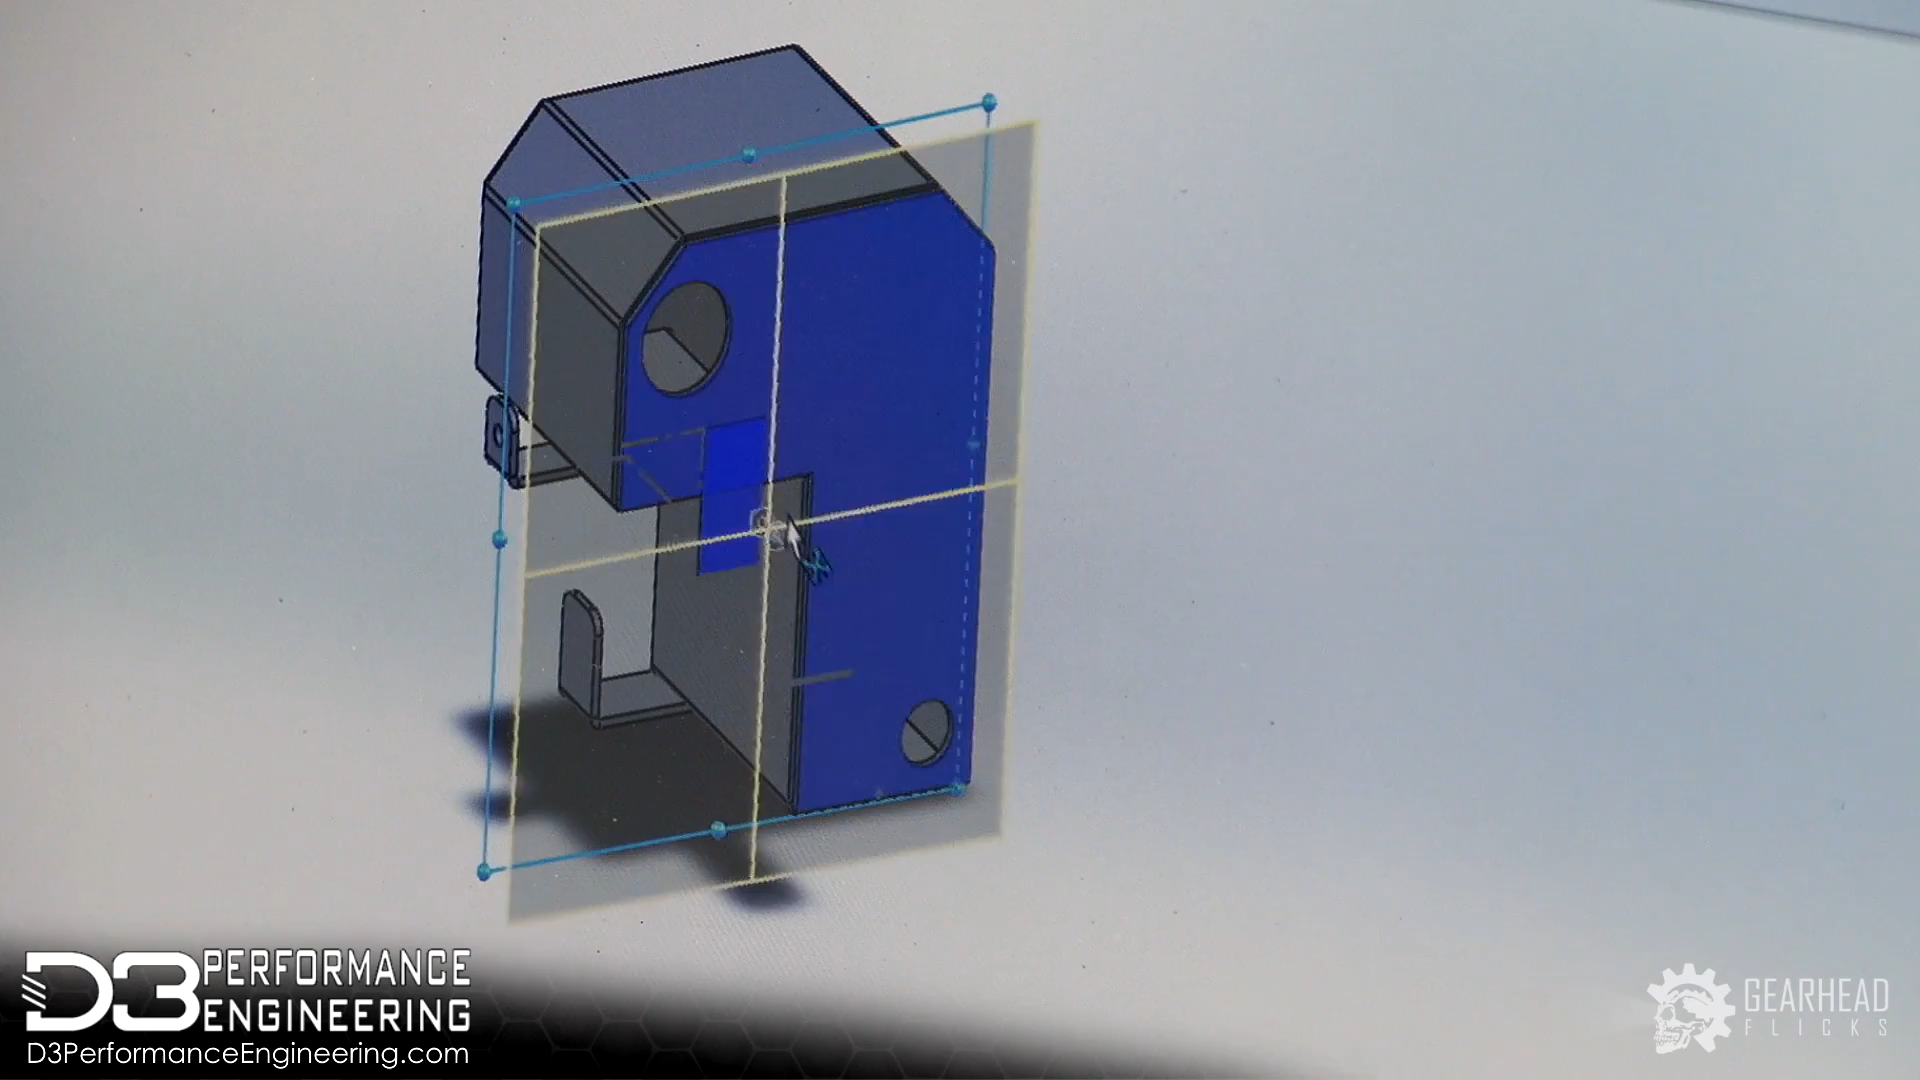 D3 PERFORMANCE
ENGINEERING
D3PerformanceEngineering.com
GEARHEAD
FLICKS